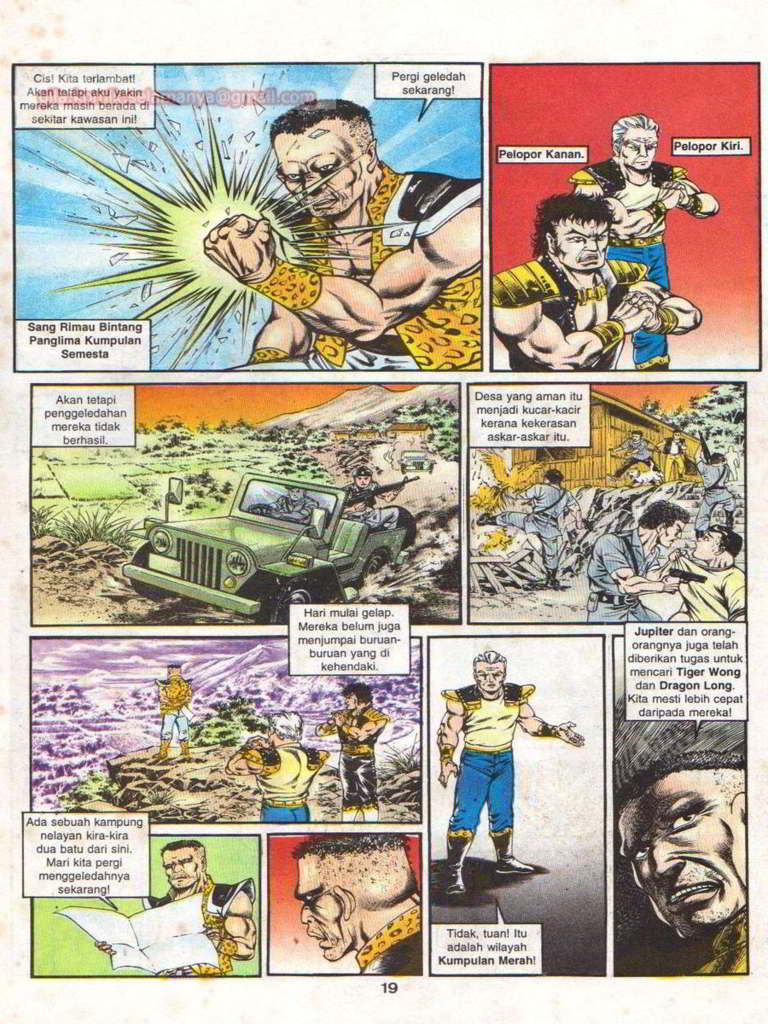 Cis! Kita terlambat!
Akan tetapi aku yakin
mereka masih berada di
sekitar kawasan ini!
Pergi geledah
sekarang!
Sang Rimau Bintang
Panglima Kumpulan
Semesta
Pelopor Kanan.
Pelopor Kiri.
Akan tetapi
penggeledahan
mereka tidak
berhasil.
Desa yang aman itu
menjadi kucar-kacir
kerana kekerasan
askar-askar itu.
Hari mulai gelap.
Mereka belum juga
menjumpai buruan-
buruan yang di
kehendaki.
Ada sebuah kampung
nelayan kira-kira
dua batu dari sini.
Mari kita pergi
menggeledahnya
sekarang!
Tidak, tuan! Itu
adalah wilayah
Kumpulan Merah!
Jupiter dan orang-
orangnya juga telah
diberikan tugas untuk
mencari Tiger Wong
dan Dragon Long.
Kita mesti lebih cepat
daripada mereka!
19